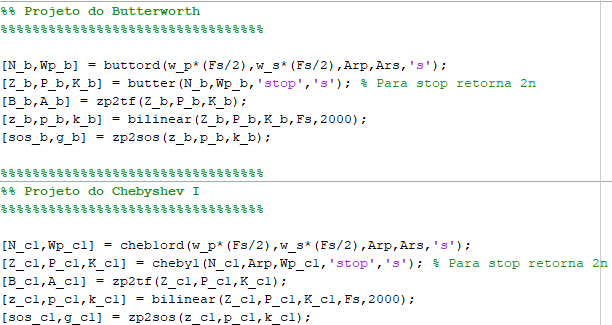 %% Projeto do Butterworth
%%%%%%%%%%%%%%%%%%%%%%%%%%%%%%%%%
[N_b,Wp_b] = buttord(w_p*(Fs/2),w_s*(Fs/2),Arp,Ars,'s');
[Z_b,P_b,K_b] = butter(N_b,Wp_b,'stop','s'); % Para stop retorna 2n
[B_b,A_b] = zp2tf(Z_b,P_b,K_b);
[z_b,p_b,k_b] = bilinear(Z_b,P_b,K_b,Fs,2000);
[sos_b,g_b] = zp2sos(z_b,p_b,k_b);
%%%%%%%%%%%%%%%%%%%%%%%%%%%%%%%%%
%% Projeto do Chebyshev I
%%%%%%%%%%%%%%%%%%%%%%%%%%%%%%%%%
[N_c1,Wp_c1] = cheb1ord(w_p*(Fs/2),w_s*(Fs/2),Arp,Ars,'s');
[Z_c1,P_c1,K_c1] = cheby1(N_c1,Arp,Wp_c1,'stop','s'); % Para stop retorna 2n
[B_c1,A_c1] = zp2tf(Z_c1,P_c1,K_c1);
[z_c1,p_c1,k_c1] = bilinear(Z_c1,P_c1,K_c1,Fs,2000);
[sos_c1,g_c1] = zp2sos(z_c1,p_c1,k_c1);